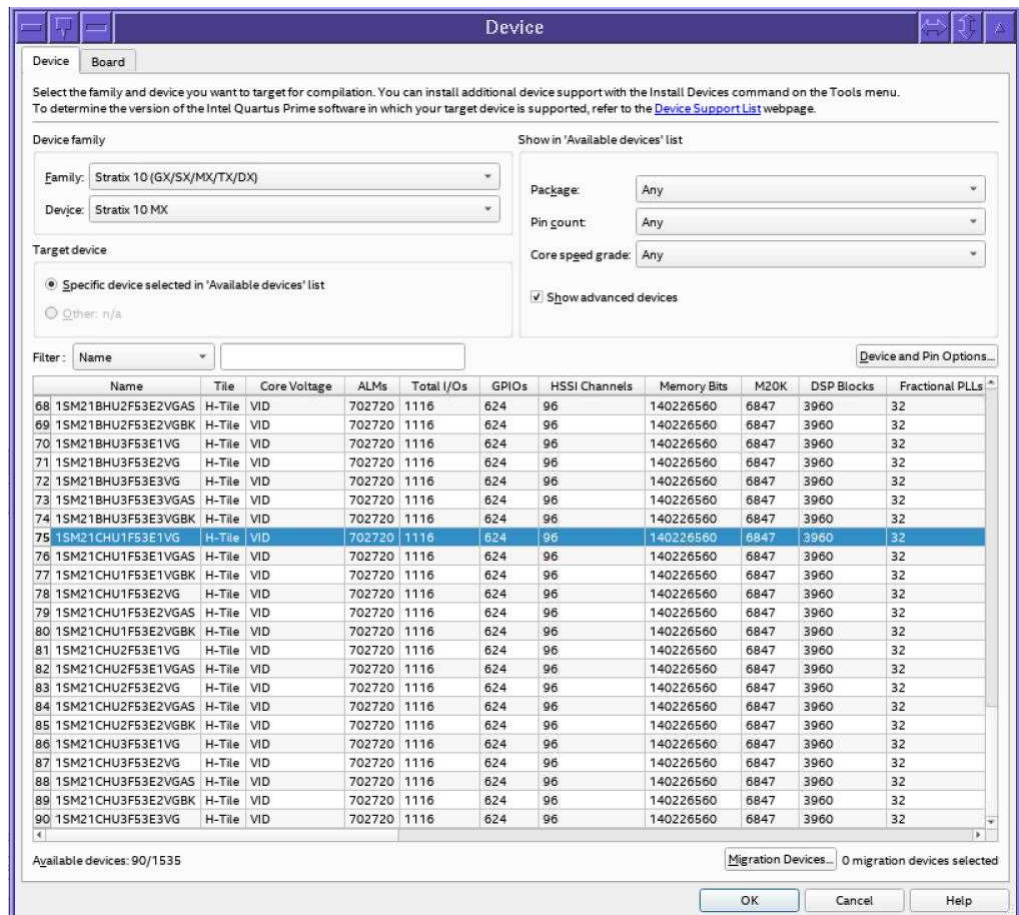 Device
Device Board
Select the family and device you want to target for compilation. You can install additional device support with the Install Devices command on the Tools menu.
To determine the version of the Intel Quartus Prime software in which your target device is supported, refer to the Device Support List webpage.
Device family
Family: Stratix 10 (GX/SX/MX/TX/DX)
Device: Stratix 10 MX
Show in 'Available devices' list
Package: Any
Pin count: Any
Core speed grade: Any
Show advanced devices
Target device
Specific device selected in 'Available devices' list
Other: n/a
Filter: Name
Device and Pin Options...
Name Tile Core Voltage ALMs Total I/Os GPIOs HSSI Channels Memory Bits M20K DSP Blocks Fractional PLLs
68 1SM21BHU2F53E2VGAS H-Tile VID 702720 1116 624 96 140226560 6847 3960 32
69 1SM21BHU2F53E2VGBK H-Tile VID 702720 1116 624 96 140226560 6847 3960 32
70 1SM21BHU3F53E1VG H-Tile VID 702720 1116 624 96 140226560 6847 3960 32
71 1SM21BHU3F53E2VG H-Tile VID 702720 1116 624 96 140226560 6847 3960 32
72 1SM21BHU3F53E3VG H-Tile VID 702720 1116 624 96 140226560 6847 3960 32
73 1SM21BHU3F53E3VGAS H-Tile VID 702720 1116 624 96 140226560 6847 3960 32
74 1SM21BHU3F53E3VGBK H-Tile VID 702720 1116 624 96 140226560 6847 3960 32
75 1SM21CHU1F53E1VG H-Tile VID 702720 1116 624 96 140226560 6847 3960 32
76 1SM21CHU1F53E1VGAS H-Tile VID 702720 1116 624 96 140226560 6847 3960 32
77 1SM21CHU1F53E1VGBK H-Tile VID 702720 1116 624 96 140226560 6847 3960 32
78 1SM21CHU1F53E2VG H-Tile VID 702720 1116 624 96 140226560 6847 3960 32
79 1SM21CHU1F53E2VGAS H-Tile VID 702720 1116 624 96 140226560 6847 3960 32
80 1SM21CHU1F53E2VGBK H-Tile VID 702720 1116 624 96 140226560 6847 3960 32
81 1SM21CHU2F53E1VG H-Tile VID 702720 1116 624 96 140226560 6847 3960 32
82 1SM21CHU2F53E1VGAS H-Tile VID 702720 1116 624 96 140226560 6847 3960 32
83 1SM21CHU2F53E2VG H-Tile VID 702720 1116 624 96 140226560 6847 3960 32
84 1SM21CHU2F53E2VGAS H-Tile VID 702720 1116 624 96 140226560 6847 3960 32
85 1SM21CHU2F53E2VGBK H-Tile VID 702720 1116 624 96 140226560 6847 3960 32
86 1SM21CHU3F53E1VG H-Tile VID 702720 1116 624 96 140226560 6847 3960 32
87 1SM21CHU3F53E2VG H-Tile VID 702720 1116 624 96 140226560 6847 3960 32
88 1SM21CHU3F53E2VGAS H-Tile VID 702720 1116 624 96 140226560 6847 3960 32
89 1SM21CHU3F53E2VGBK H-Tile VID 702720 1116 624 96 140226560 6847 3960 32
90 1SM21CHU3F53E3VG H-Tile VID 702720 1116 624 96 140226560 6847 3960 32
Available devices: 90/1535
Migration Devices... 0 migration devices selected
OK Cancel Help